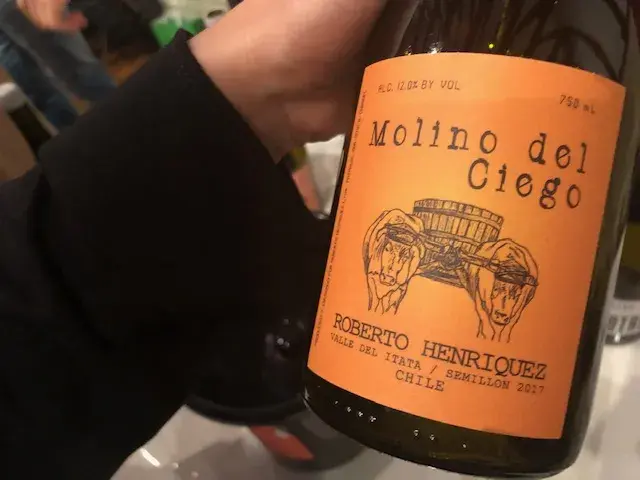 ALC. 12.0% BY VOL
750 mL
Molino del
Ciego
ROBERTO HENRIQUEZ
VALLE DEL ITATA / SEMILLON 2017
CHILE